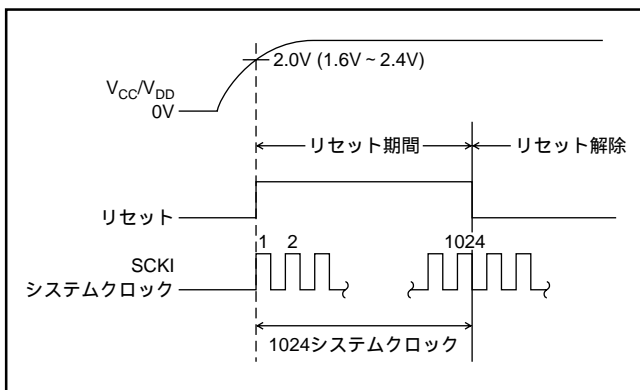 2.0V (1.6V ~ 2.4V)
VCC/VDD
0V
リセット期間
リセット解除
リセット
1 2 1024
SCKI
システムクロック
1024システムクロック